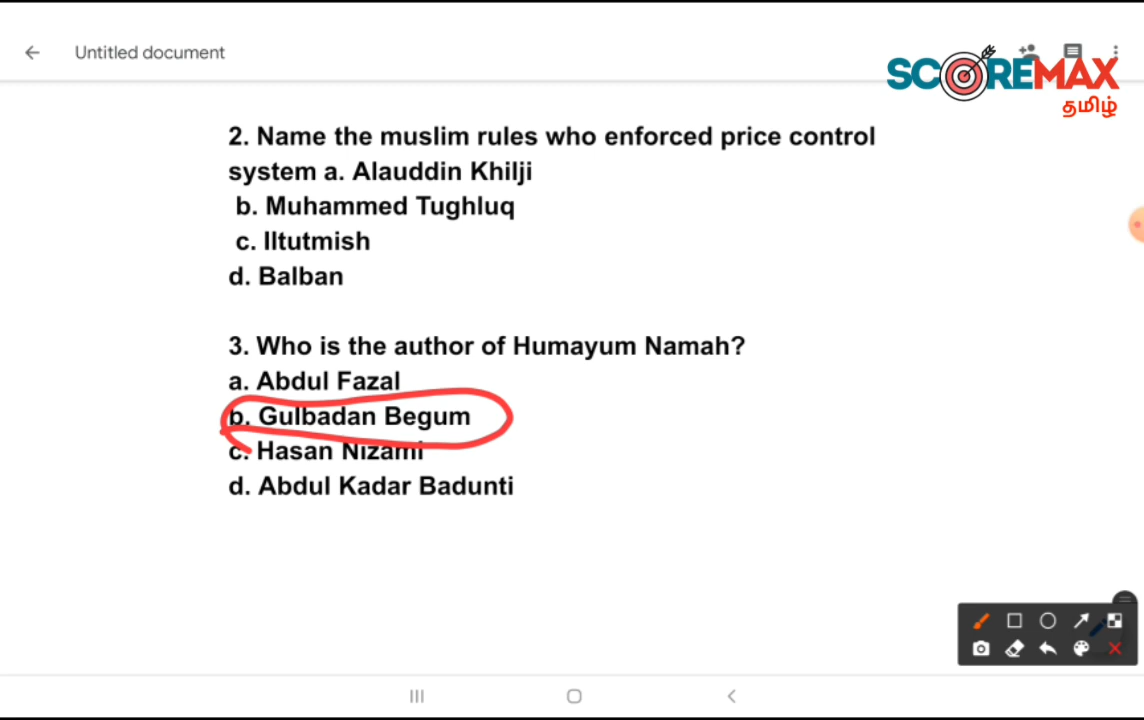 Untitled document
SCOREMAX
தமிழ்
2. Name the muslim rules who enforced price control
system a. Alauddin Khilji
b. Muhammed Tughluq
c. Iltutmish
d. Balban
3. Who is the author of Humayum Namah?
a. Abdul Fazal
b. Gulbadan Begum
c. Hasan Nizami
d. Abdul Kadar Badunti